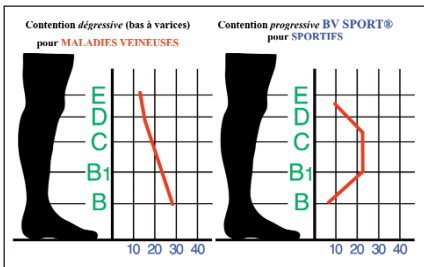 Contention dégressive (bas à varices)
pour MALADIES VEINEUSES
E
D
C
B1
B
10 20 30 40
Contention progressive BV SPORT®
pour SPORTIFS
E
D
C
B1
B
10 20 30 40